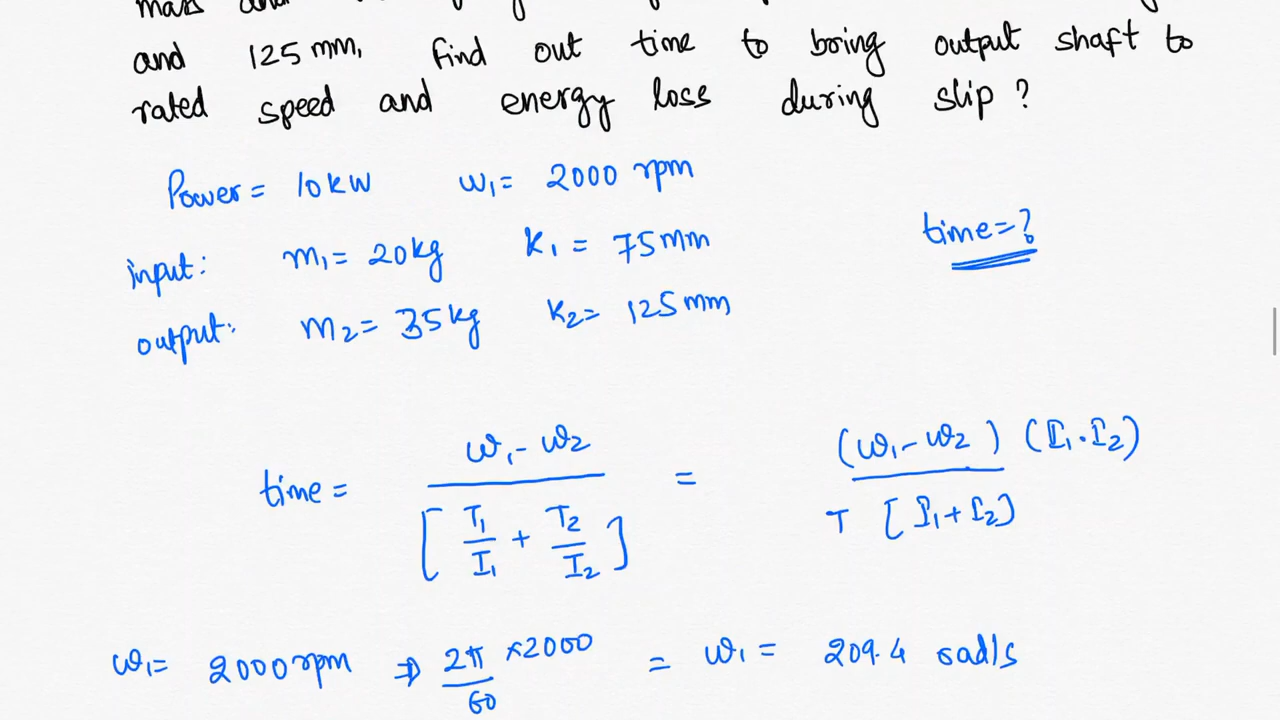 mass and
and 125 mm, find out time to bring output shaft to
rated speed and energy loss during slip ?
Power = 10 kW ω₁ = 2000 rpm
time = ?
input: m₁ = 20 kg K₁ = 75 mm
output: m₂ = 35 kg K₂ = 125 mm
time = ω₁ - ω₂ / [ T₁/I₁ + T₂/I₂ ] = (ω₁ - ω₂) (I₁ · I₂) / T [I₁ + I₂]
ω₁ = 2000 rpm ⇒ 2π/60 × 2000 = ω₁ = 209.4 rad/s